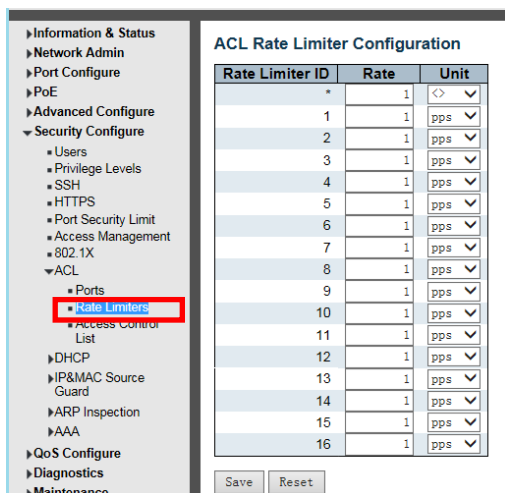 Information & Status
Network Admin
Port Configure
PoE
Advanced Configure
Security Configure
Users
Privilege Levels
SSH
HTTPS
Port Security Limit
Access Management
802.1X
ACL
Ports
Rate Limiters
Access Control
List
DHCP
IP&MAC Source
Guard
ARP Inspection
AAA
QoS Configure
Diagnostics
Maintenance
ACL Rate Limiter Configuration
Rate Limiter ID Rate Unit
* 1 <>
1 1 pps
2 1 pps
3 1 pps
4 1 pps
5 1 pps
6 1 pps
7 1 pps
8 1 pps
9 1 pps
10 1 pps
11 1 pps
12 1 pps
13 1 pps
14 1 pps
15 1 pps
16 1 pps
Save Reset